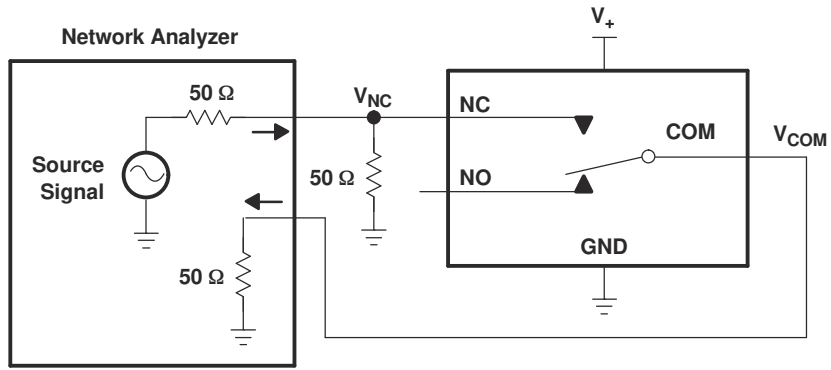 V+
Network Analyzer
50 Ω
VNC
NC
COM
VCOM
Source
Signal
50 Ω
NO
50 Ω
GND